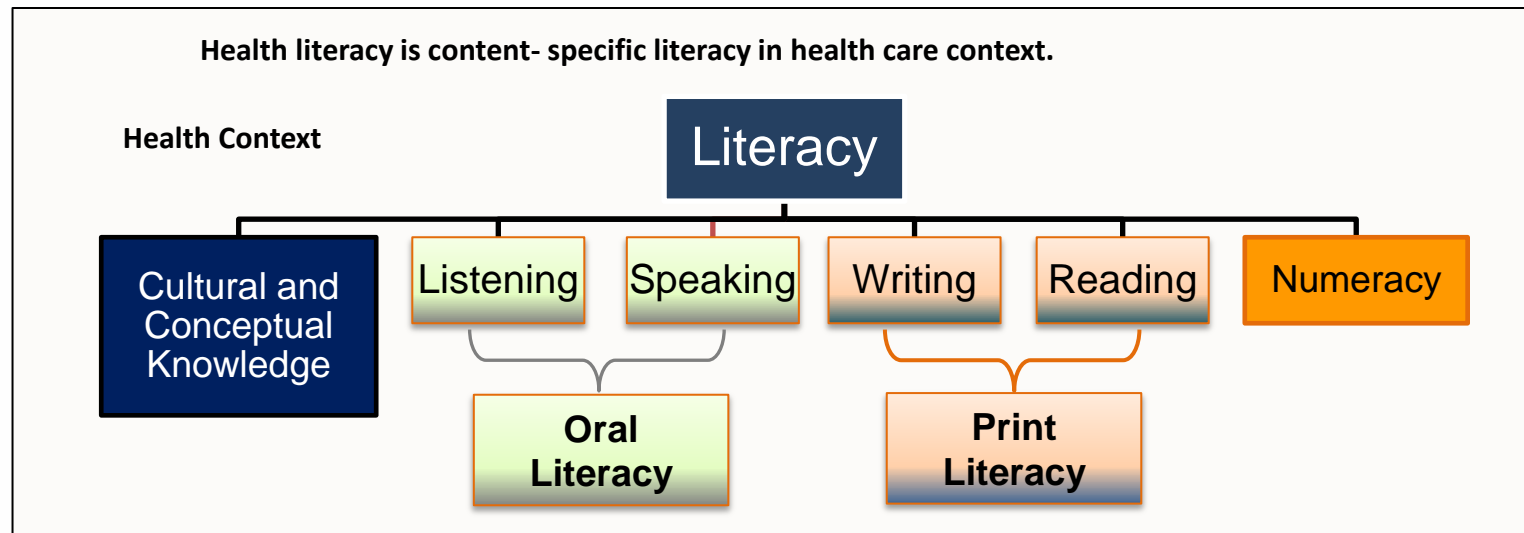 Health literacy is content- specific literacy in health care context.
Health Context
Literacy
Cultural and
Conceptual
Knowledge
Listening
Speaking
Writing
Reading
Numeracy
Oral
Literacy
Print
Literacy